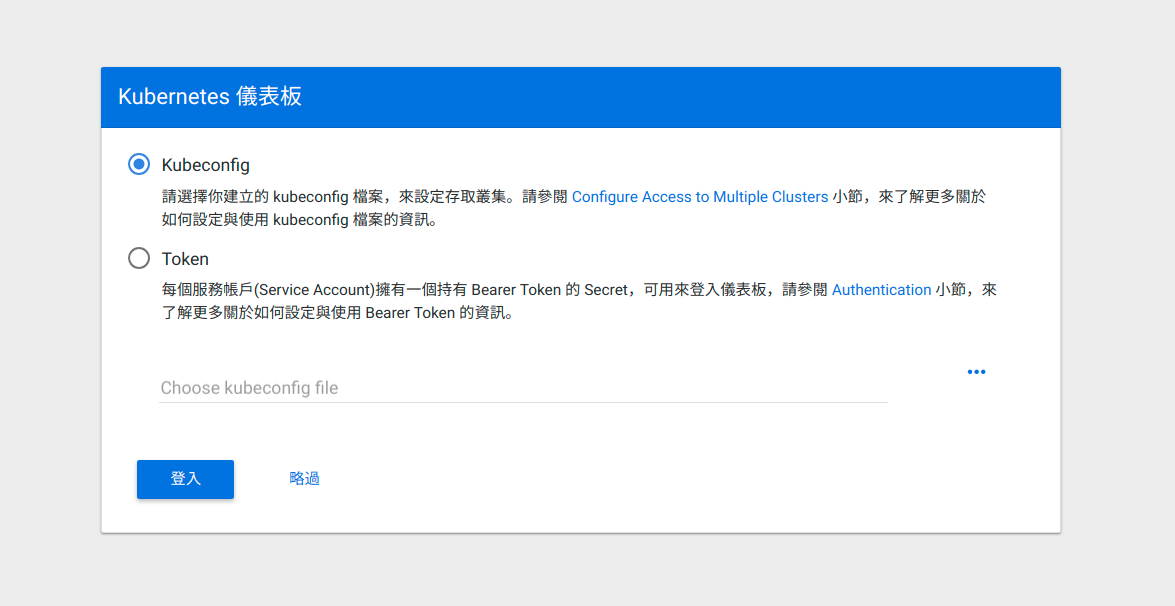 Kubernetes 儀表板
Kubeconfig
請選擇你建立的 kubeconfig 檔案，來設定存取叢集。請參閱 Configure Access to Multiple Clusters 小節，來了解更多關於
如何設定與使用 kubeconfig 檔案的資訊。
Token
每個服務帳戶(Service Account)擁有一個持有 Bearer Token 的 Secret，可用來登入儀表板，請參閱 Authentication 小節，來
了解更多關於如何設定與使用 Bearer Token 的資訊。
Choose kubeconfig file
登入 略過